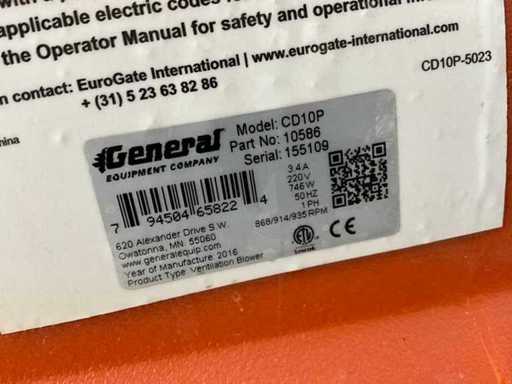 applicable electric codes fo
the Operator Manual for safety and operational in
n contact: EuroGate International | www.eurogate-international.com
+ (31) 5 23 63 82 86
CD10P-5023
hina
General
EQUIPMENT COMPANY
Model: CD10P
Part No: 10586
Serial: 155109
3.4A
220V
746W
50HZ
1 PH
868/914/935 RPM
7 94504 65822 4
620 Alexander Drive S.W.
Owatonna, MN. 55060
www.generalequip.com
Year of Manufacture 2016
Product Type Ventilation Blower
Intertek